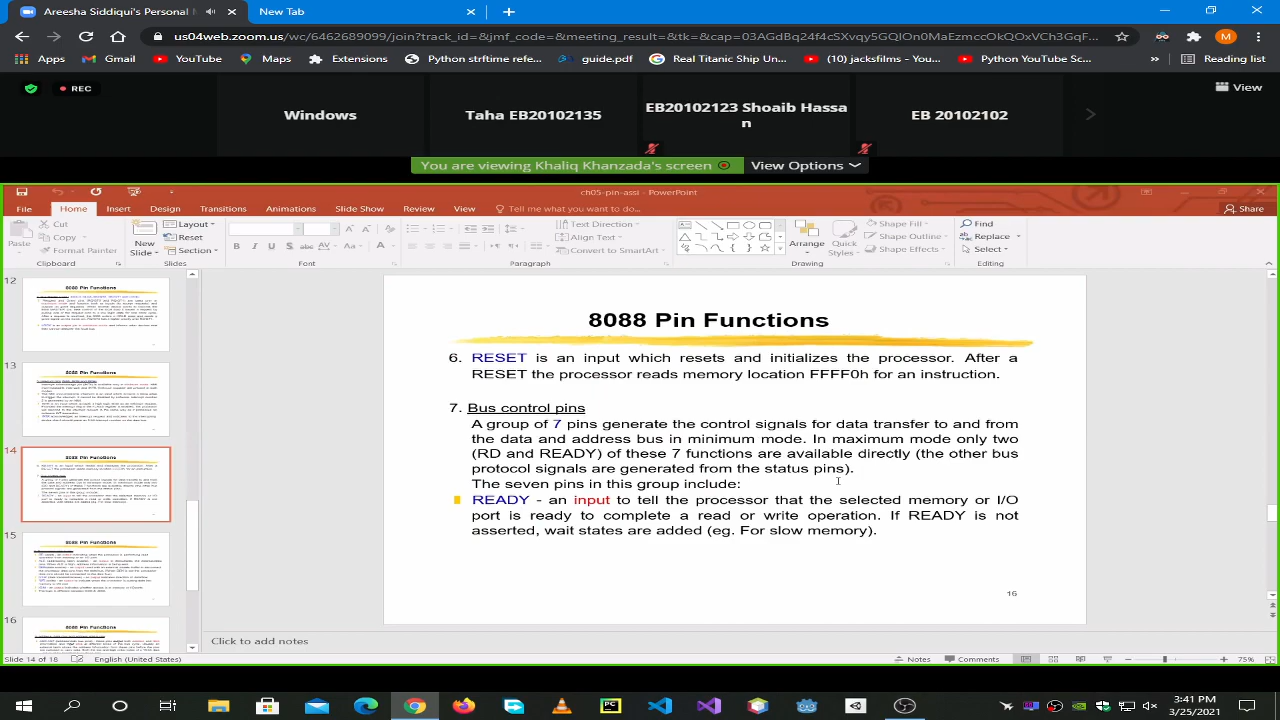 Aresha Siddiqui's Personal
New Tab
us04web.zoom.us/wc/6462689099/join?track_id=&jmf_code=&meeting_result=&tk=&cap=03AGdBq24f4cSXvqy5GQlOn0MaEzmccOkQOxVCh3GqF...
M
Apps
Gmail
YouTube
Maps
Extensions
Python strftime refe...
guide.pdf
Real Titanic Ship Un...
(10) jacksfilms - You...
Python YouTube Sc...
»
Reading list
REC
View
Windows
Taha EB20102135
EB20102123 Shoaib Hassa
n
EB 20102102
You are viewing Khaliq Khanzada's screen
View Options
ch05-pin-assi - PowerPoint
File
Home
Insert
Design
Transitions
Animations
Slide Show
Review
View
Tell me what you want to do...
Share
Paste
Cut
Copy
Format Painter
Clipboard
New
Slide
Layout
Reset
Section
Slides
Font
Text Direction
Align Text
Convert to SmartArt
Paragraph
Arrange
Quick
Styles
Shape Fill
Shape Outline
Shape Effects
Drawing
Find
Replace
Select
Editing
12
8088 Pin Functions
13
8088 Pin Functions
14
8088 Pin Functions
15
8088 Pin Functions
16
8088 Pin Functions
8088 Pin Functions
6. RESET is an input which resets and initializes the processor. After a
RESET the processor reads memory location FFFF0h for an instruction.
7. Bus control pins
A group of 7 pins generate the control signals for data transfer to and from
the data and address bus in minimum mode. In maximum mode only two
(RD and READY) of these 7 functions are available directly (the other bus
protocol signals are generated from the status pins).
The seven pins in this group include:
READY - an input to tell the processor that the selected memory or I/O
port is ready to complete a read or write operation. If READY is not
asserted, wait states are added (eg. For slow memory).
16
Click to add notes
Slide 14 of 18
English (United States)
Notes
Comments
75%
3:41 PM
3/25/2021